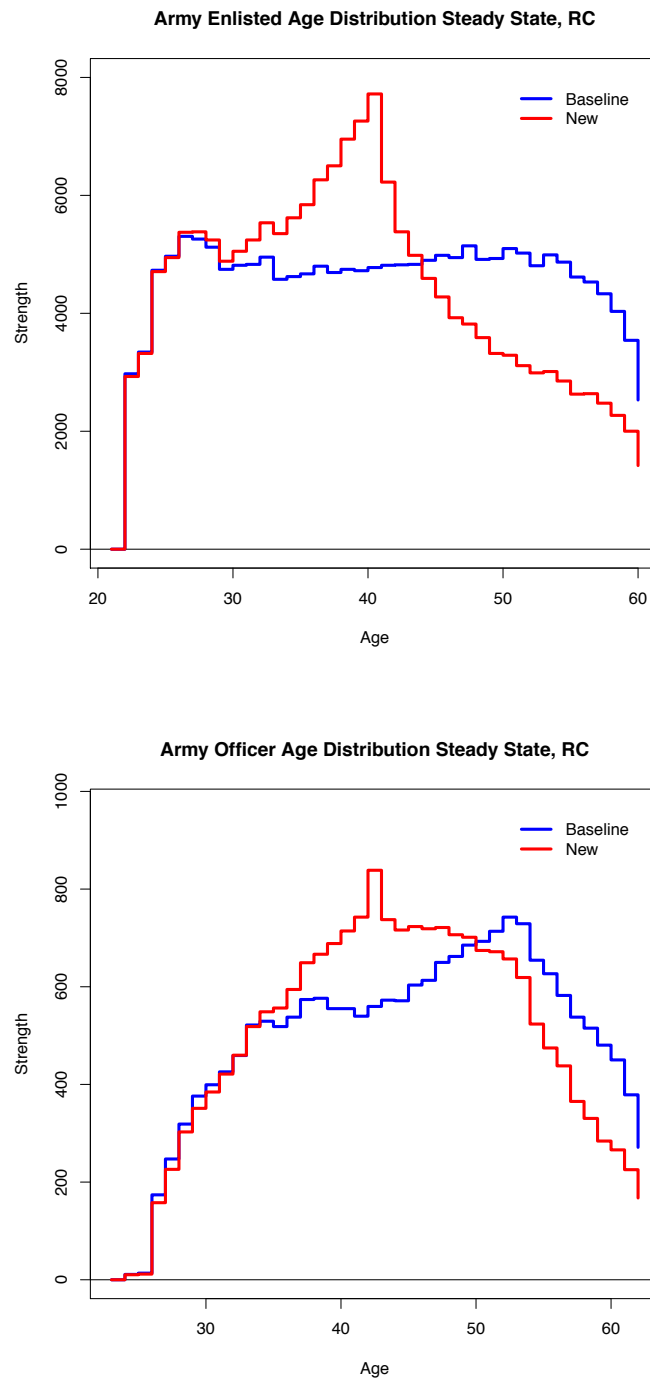 Army Enlisted Age Distribution Steady State, RC
8000
Baseline
New
6000
Strength
4000
2000
0
20 30 40 50 60
Age
Army Officer Age Distribution Steady State, RC
1000
Baseline
New
800
600
Strength
400
200
0
30 40 50 60
Age